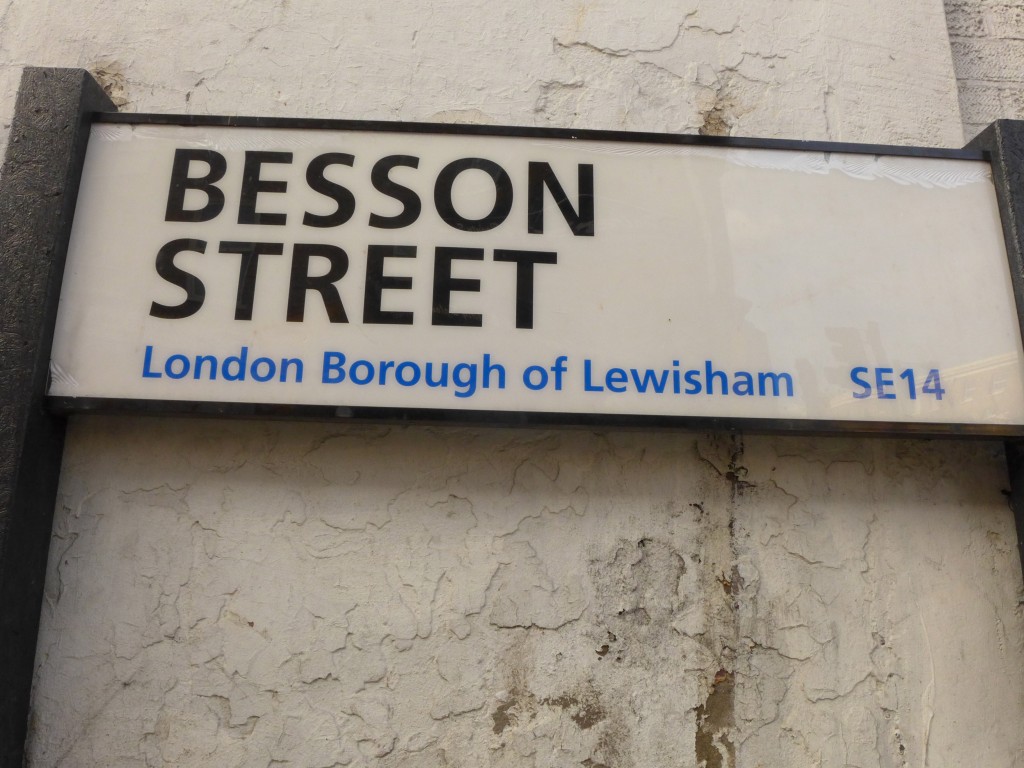 BESSON
STREET
London Borough of Lewisham SE14